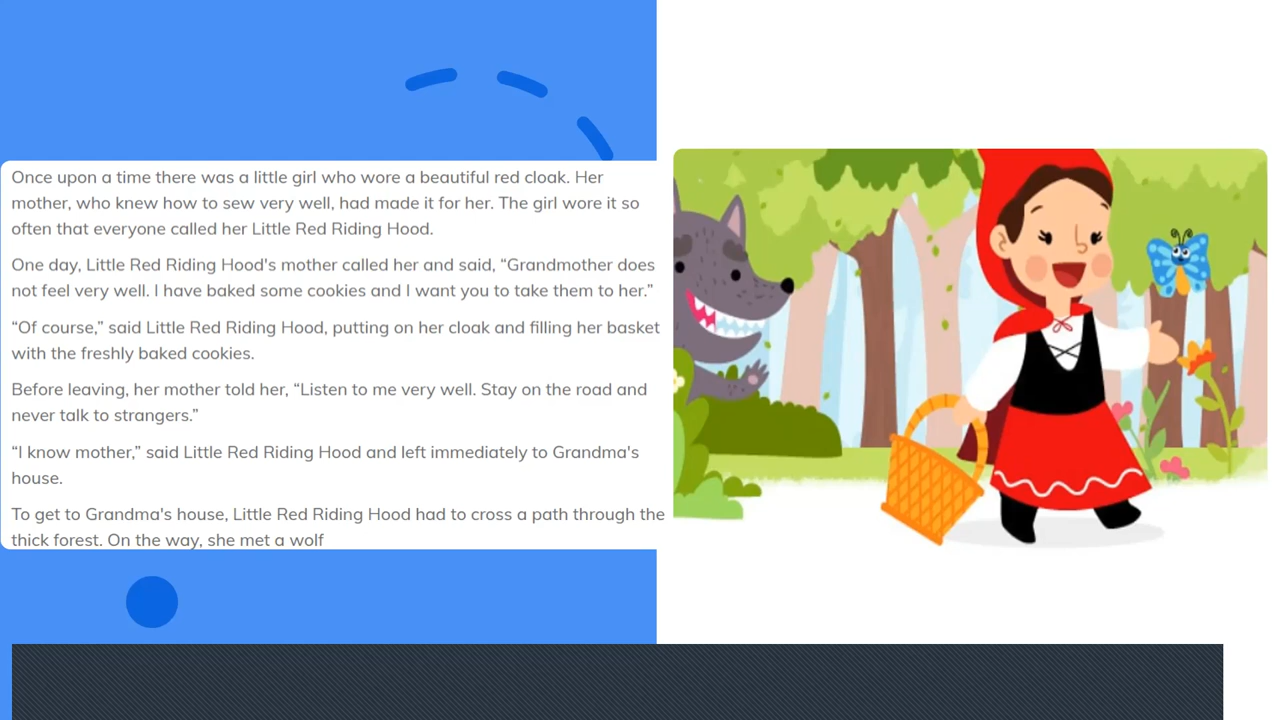 Once upon a time there was a little girl who wore a beautiful red cloak. Her
mother, who knew how to sew very well, had made it for her. The girl wore it so
often that everyone called her Little Red Riding Hood.
One day, Little Red Riding Hood's mother called her and said, “Grandmother does
not feel very well. I have baked some cookies and I want you to take them to her.”
“Of course,” said Little Red Riding Hood, putting on her cloak and filling her basket
with the freshly baked cookies.
Before leaving, her mother told her, “Listen to me very well. Stay on the road and
never talk to strangers.”
“I know mother,” said Little Red Riding Hood and left immediately to Grandma's
house.
To get to Grandma's house, Little Red Riding Hood had to cross a path through the
thick forest. On the way, she met a wolf